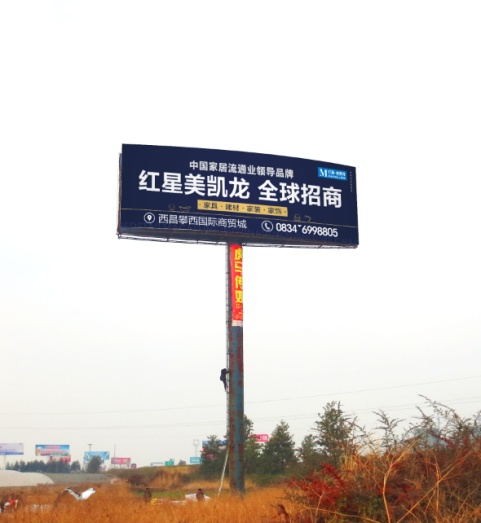 中国家居流通业领导品牌
红星美凯龙 全球招商
家具·建材·家装·家饰
西昌攀西国际商贸城
0834-6998805
M